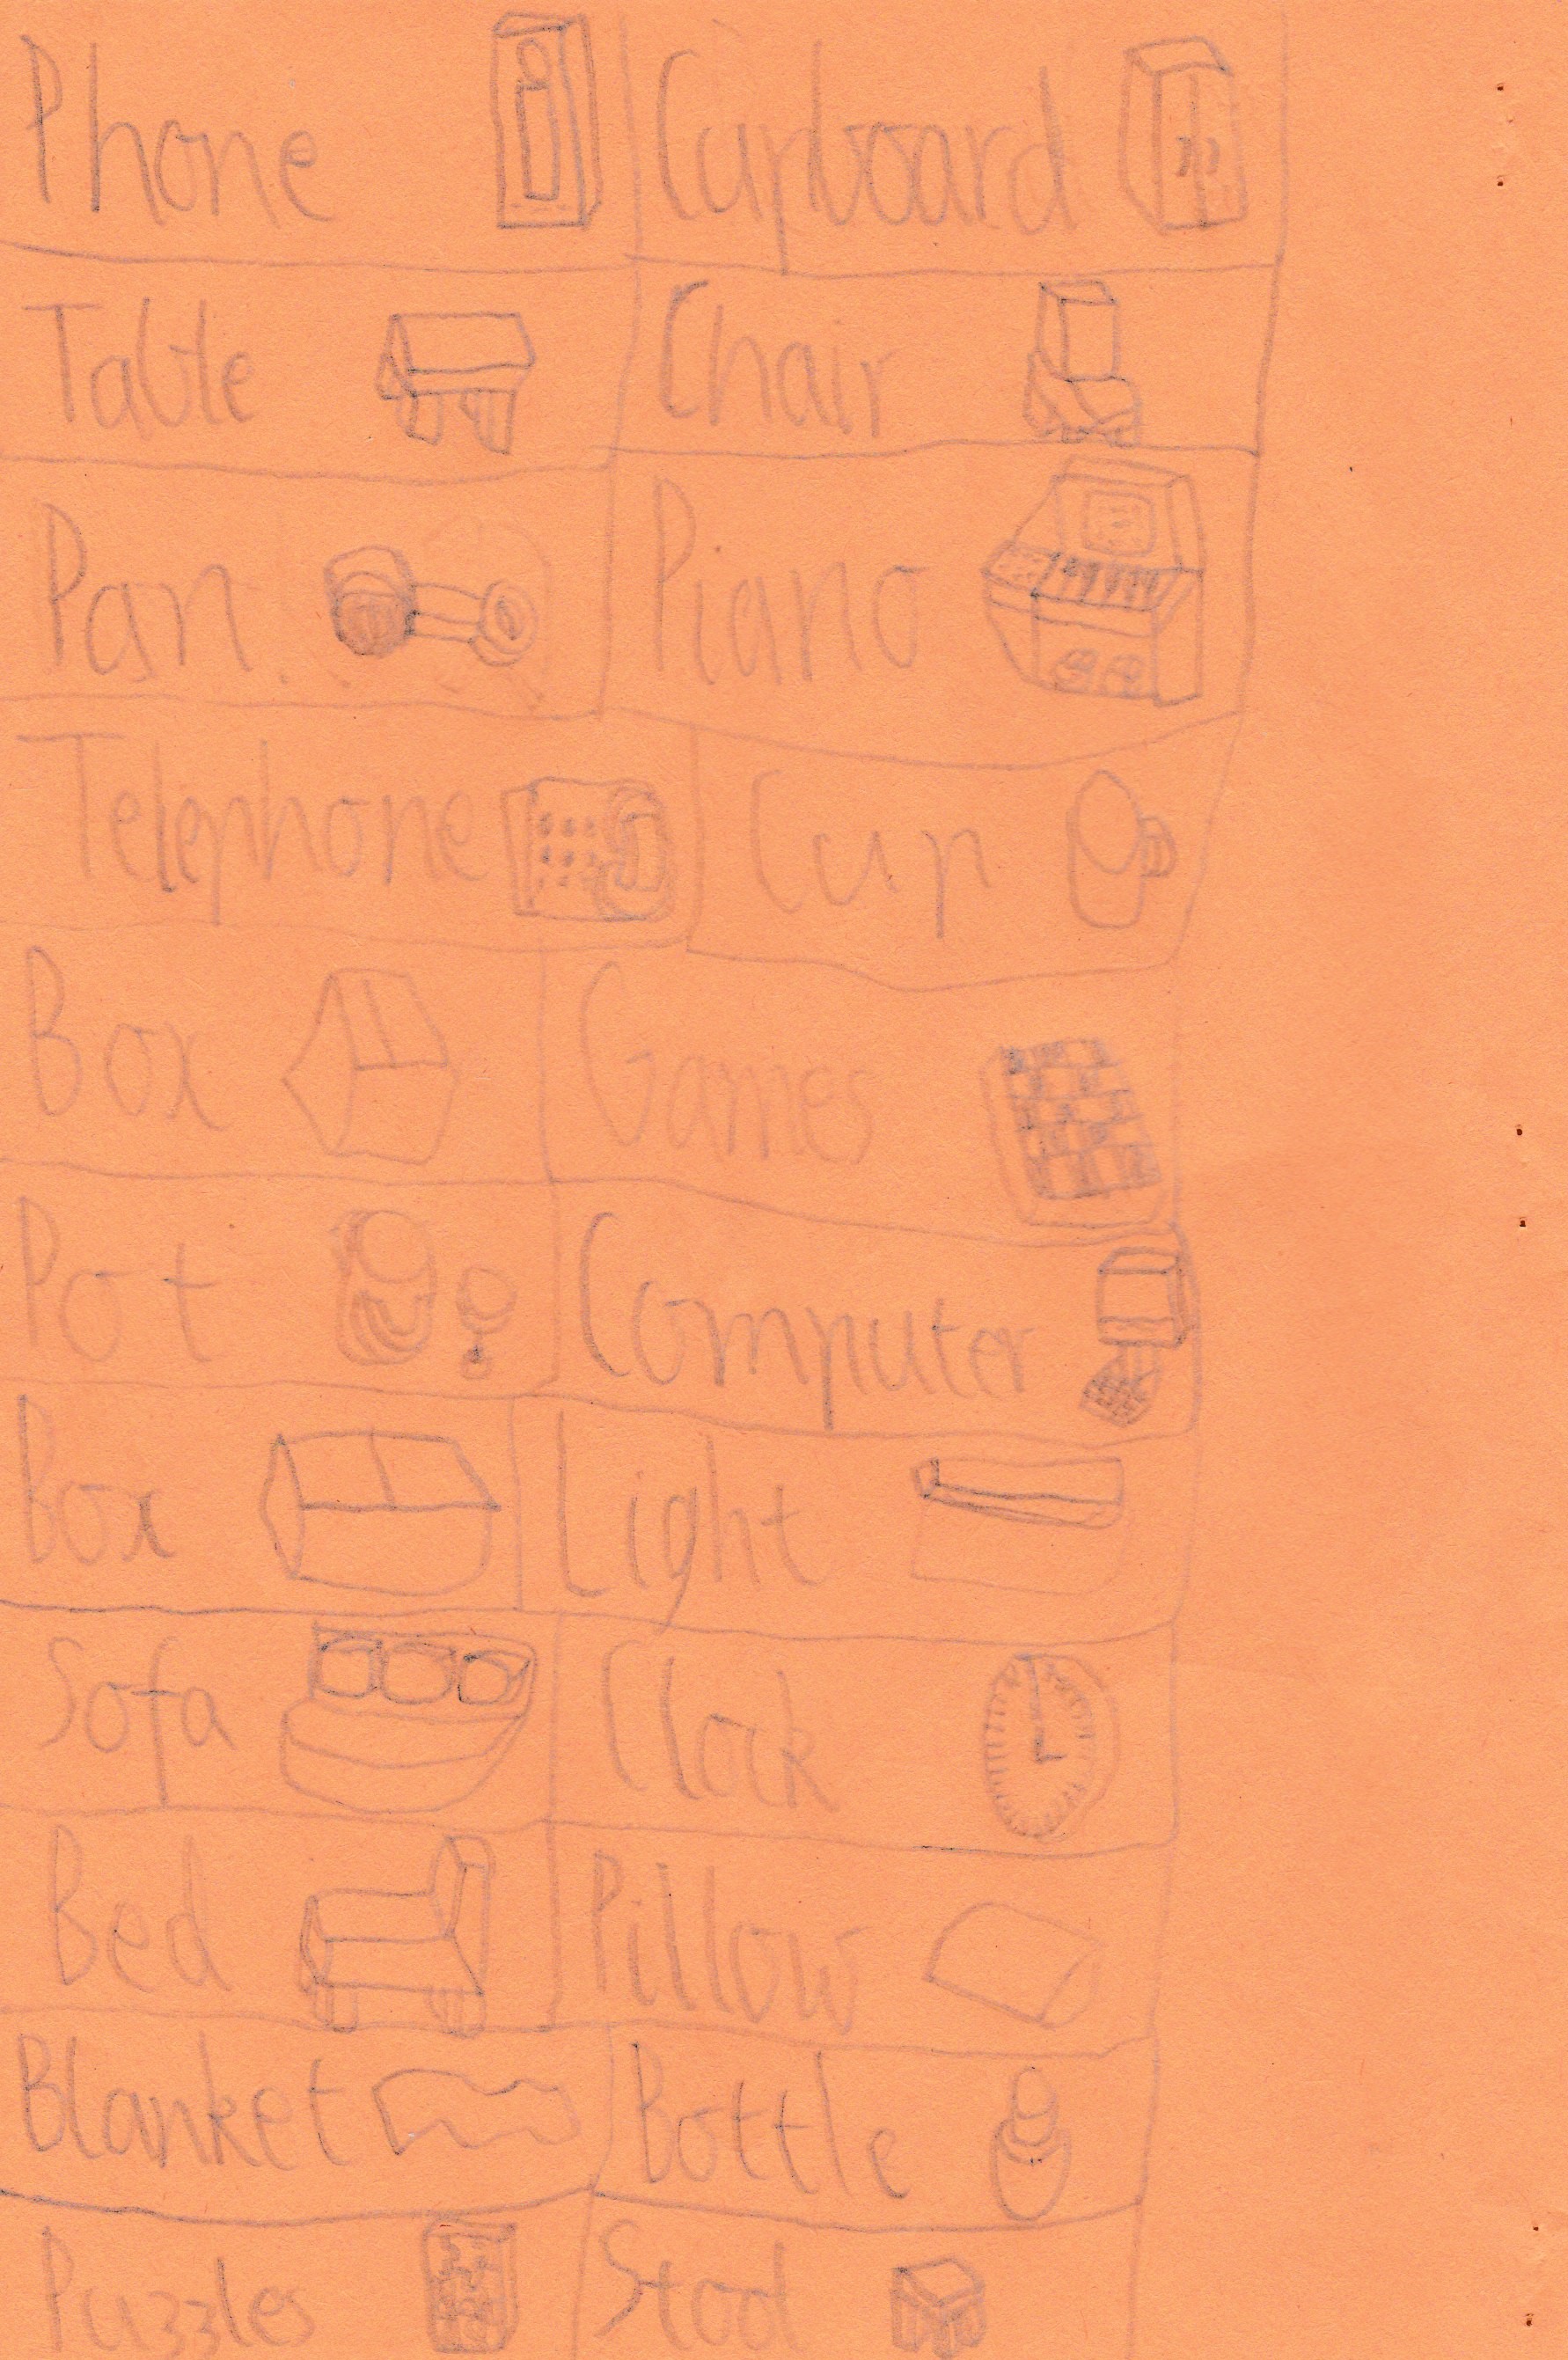 Phone Cupboard
Table Chair
Pan Piano
Telephone Cup
Box Games
Pot Computer
Box Light
Sofa Clock
Bed Pillow
Blanket Bottle
Puzzles Stool